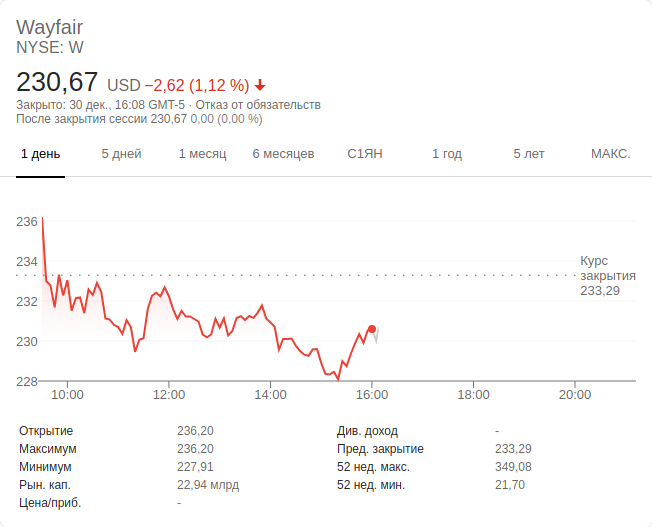 Wayfair
NYSE: W
230,67 USD −2,62 (1,12 %)
Закрыто: 30 дек., 16:08 GMT-5 · Отказ от обязательств
После закрытия сессии 230,67 0,00 (0,00 %)
1 день 5 дней 1 месяц 6 месяцев С1ЯН 1 год 5 лет МАКС.
236
234
232
230
228
Курс
закрытия
233,29
10:00 12:00 14:00 16:00 18:00 20:00
Открытие 236,20 Див. доход -
Максимум 236,20 Пред. закрытие 233,29
Минимум 227,91 52 нед. макс. 349,08
Рын. кап. 22,94 млрд 52 нед. мин. 21,70
Цена/приб. -